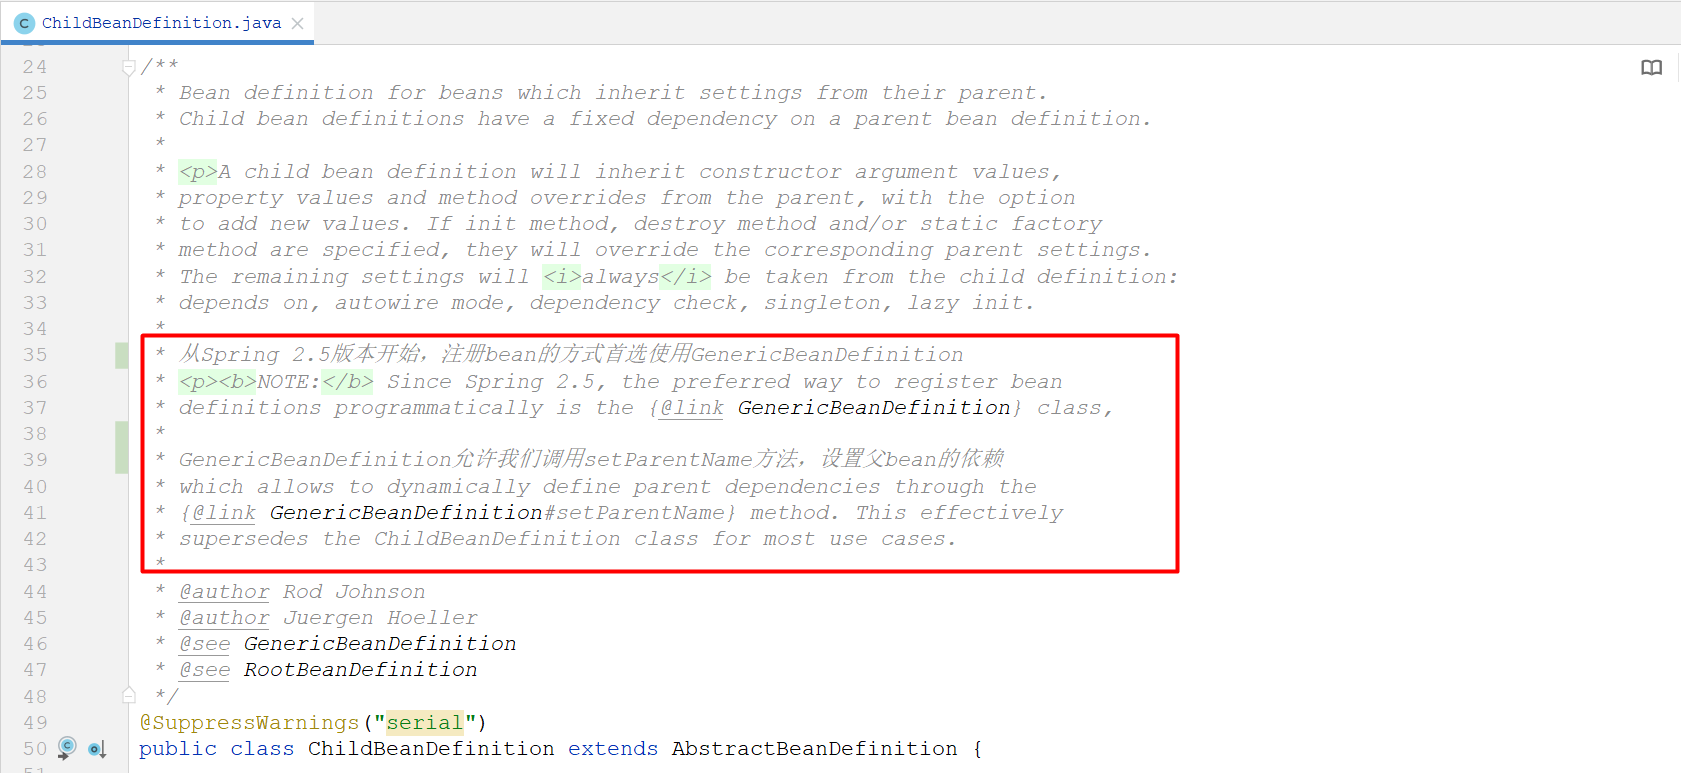 C ChildBeanDefinition.java
24 /**
25 * Bean definition for beans which inherit settings from their parent.
26 * Child bean definitions have a fixed dependency on a parent bean definition.
27 *
28 * <p>A child bean definition will inherit constructor argument values,
29 * property values and method overrides from the parent, with the option
30 * to add new values. If init method, destroy method and/or static factory
31 * method are specified, they will override the corresponding parent settings.
32 * The remaining settings will <i>always</i> be taken from the child definition:
33 * depends on, autowire mode, dependency check, singleton, lazy init.
34 *
35 * 从Spring 2.5版本开始，注册bean的方式首选使用GenericBeanDefinition
36 * <p><b>NOTE:</b> Since Spring 2.5, the preferred way to register bean
37 * definitions programmatically is the {@link GenericBeanDefinition} class,
38 *
39 * GenericBeanDefinition允许我们调用setParentName方法，设置父bean的依赖
40 * which allows to dynamically define parent dependencies through the
41 * {@link GenericBeanDefinition#setParentName} method. This effectively
42 * supersedes the ChildBeanDefinition class for most use cases.
43 *
44 * @author Rod Johnson
45 * @author Juergen Hoeller
46 * @see GenericBeanDefinition
47 * @see RootBeanDefinition
48 */
49 @SuppressWarnings("serial")
50 public class ChildBeanDefinition extends AbstractBeanDefinition {